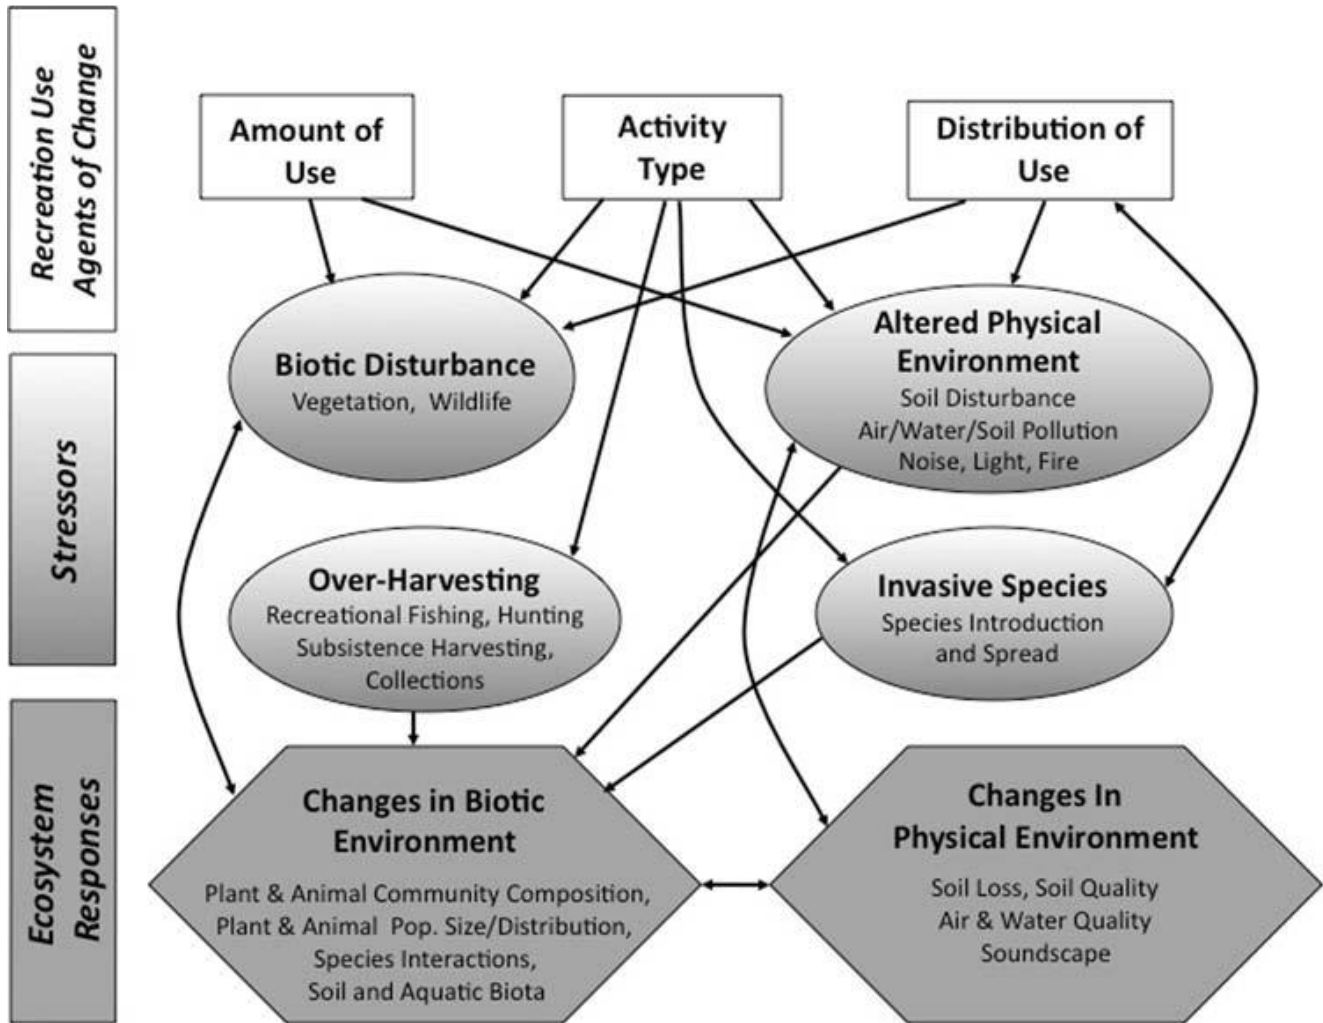 Recreation Use
Agents of Change
Amount of
Use
Activity
Type
Distribution of
Use
Stressors
Biotic Disturbance
Vegetation, Wildlife
Altered Physical
Environment
Soil Disturbance
Air/Water/Soil Pollution
Noise, Light, Fire
Over-Harvesting
Recreational Fishing, Hunting
Subsistence Harvesting,
Collections
Invasive Species
Species Introduction
and Spread
Ecosystem
Responses
Changes in Biotic
Environment
Plant & Animal Community Composition,
Plant & Animal Pop. Size/Distribution,
Species Interactions,
Soil and Aquatic Biota
Changes In
Physical Environment
Soil Loss, Soil Quality
Air & Water Quality
Soundscape